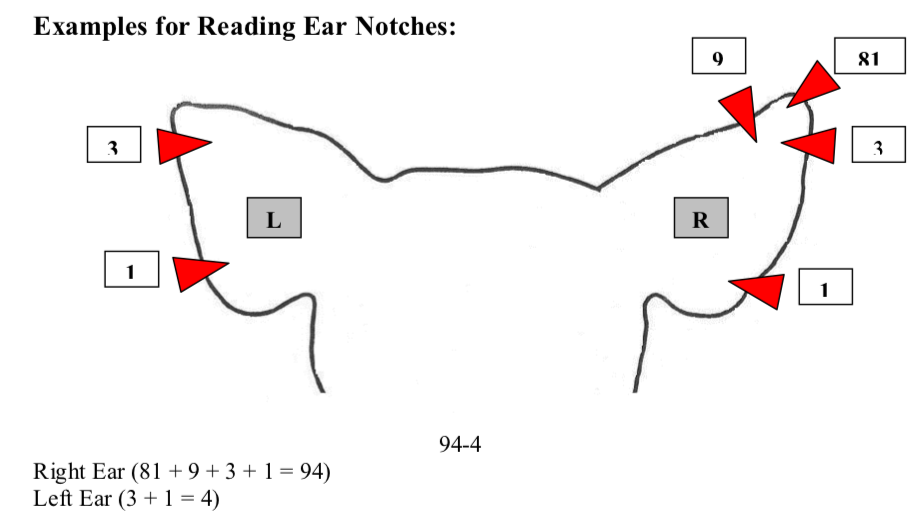 Examples for Reading Ear Notches:
9
81
3
3
L
R
1
1
94-4
Right Ear (81 + 9 + 3 + 1 = 94)
Left Ear (3 + 1 = 4)